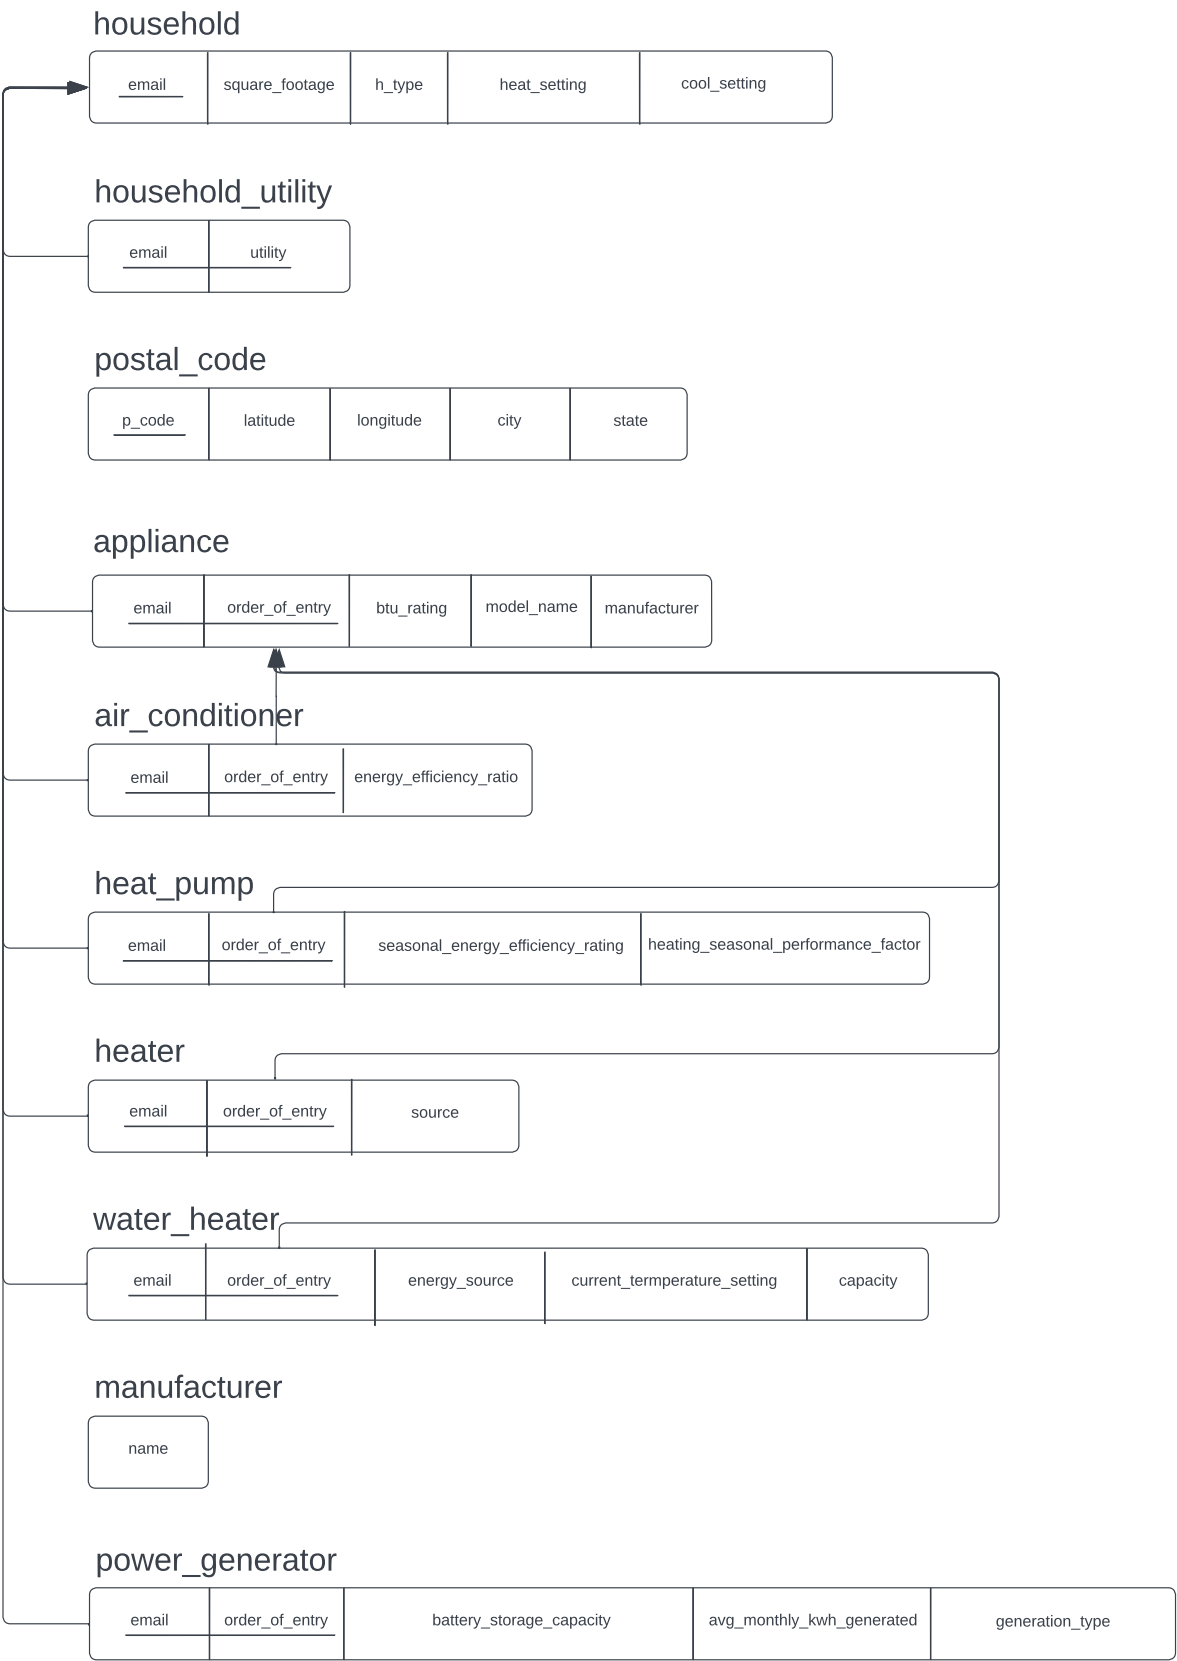 household
email square_footage h_type heat_setting cool_setting
household_utility
email utility
postal_code
p_code latitude longitude city state
appliance
email order_of_entry btu_rating model_name manufacturer
air_conditioner
email order_of_entry energy_efficiency_ratio
heat_pump
email order_of_entry seasonal_energy_efficiency_rating heating_seasonal_performance_factor
heater
email order_of_entry source
water_heater
email order_of_entry energy_source current_termperature_setting capacity
manufacturer
name
power_generator
email order_of_entry battery_storage_capacity avg_monthly_kwh_generated generation_type